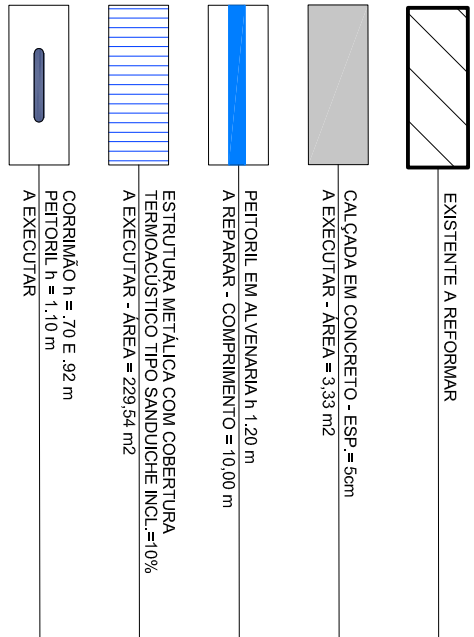 EXISTENTE A REFORMAR
CALÇADA EM CONCRETO - ESP.= 5cm
A EXECUTAR - ÁREA = 3,33 m2
PEITORIL EM ALVENARIA h 1.20 m
A REPARAR - COMPRIMENTO = 10,00 m
ESTRUTURA METÁLICA COM COBERTURA
TERMOACÚSTICO TIPO SANDUICHE INCL.=10%
A EXECUTAR - ÁREA = 229,54 m2
CORRIMÃO h = .70 E .92 m
PEITORIL h = 1.10 m
A EXECUTAR